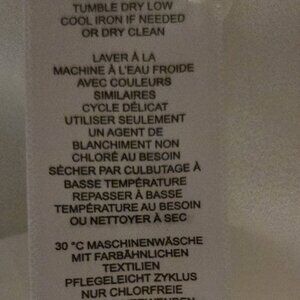 TUMBLE DRY LOW
COOL IRON IF NEEDED
OR DRY CLEAN
LAVER À LA
MACHINE À L'EAU FROIDE
AVEC COULEURS
SIMILAIRES
CYCLE DÉLICAT
UTILISER SEULEMENT
UN AGENT DE
BLANCHIMENT NON
CHLORÉ AU BESOIN
SÉCHER PAR CULBUTAGE À
BASSE TEMPÉRATURE
REPASSER À BASSE
TEMPÉRATURE AU BESOIN
OU NETTOYER À SEC
30 °C MASCHINENWÄSCHE
MIT FARBÄHNLICHEN
TEXTILIEN
PFLEGELEICHT ZYKLUS
NUR CHLORFREIE